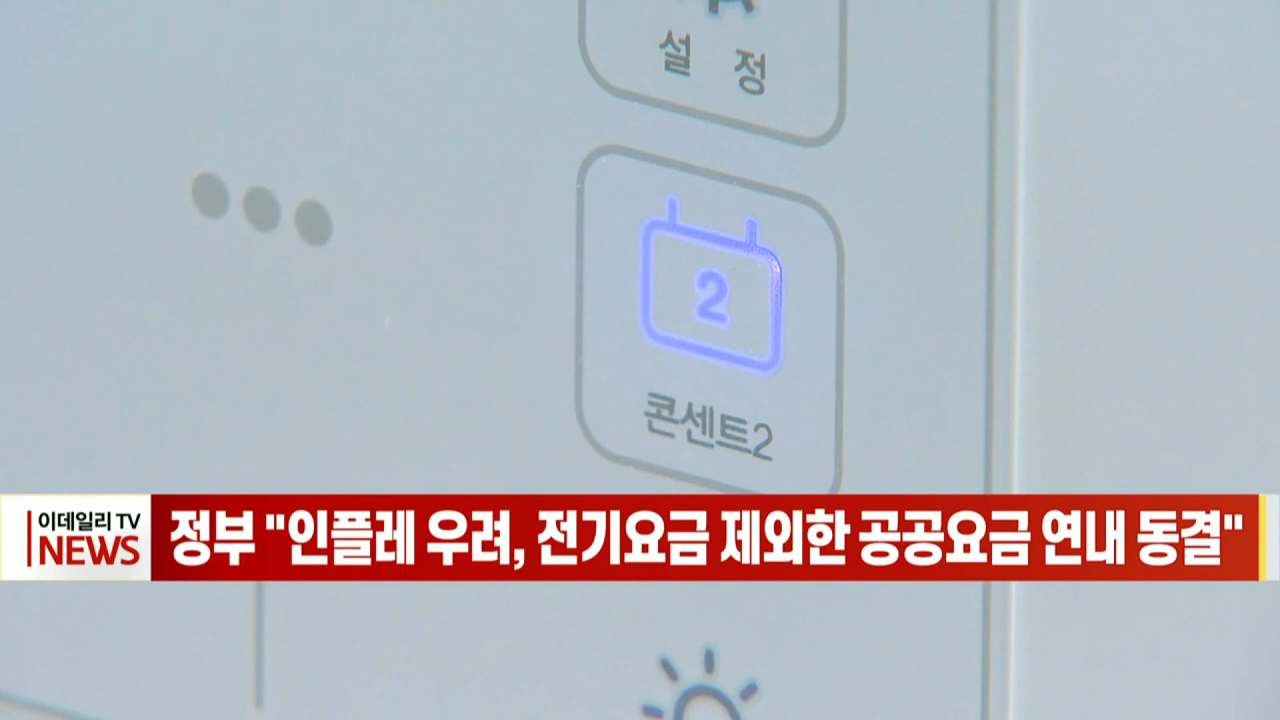 설 정
2
콘센트2
이데일리 TV
NEWS
정부 "인플레 우려, 전기요금 제외한 공공요금 연내 동결"